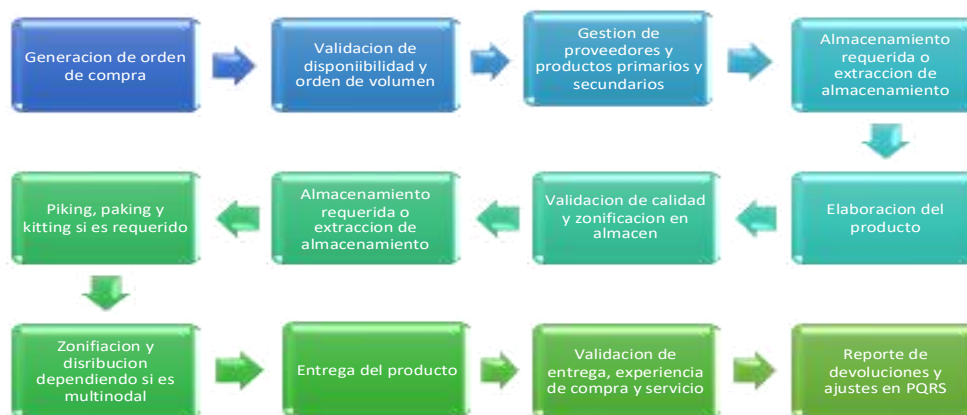 Generacion de orden
de compra
Validacion de
disponiibilidad y
orden de volumen
Gestion de
proveedores y
productos primarios y
secundarios
Almacenamiento
requerida o
extraccion de
almacenamiento
Piking, paking y
kitting si es requerido
Almacenamiento
requerida o
extraccion de
almacenamiento
Validacion de calidad
y zonificacion en
almacen
Elaboracion del
producto
Zonifiacion y
disribucion
dependiendo si es
multinodal
Entrega del producto
Validacion de
entrega, experiencia
de compra y servicio
Reporte de
devoluciones y
ajustes en PQRS